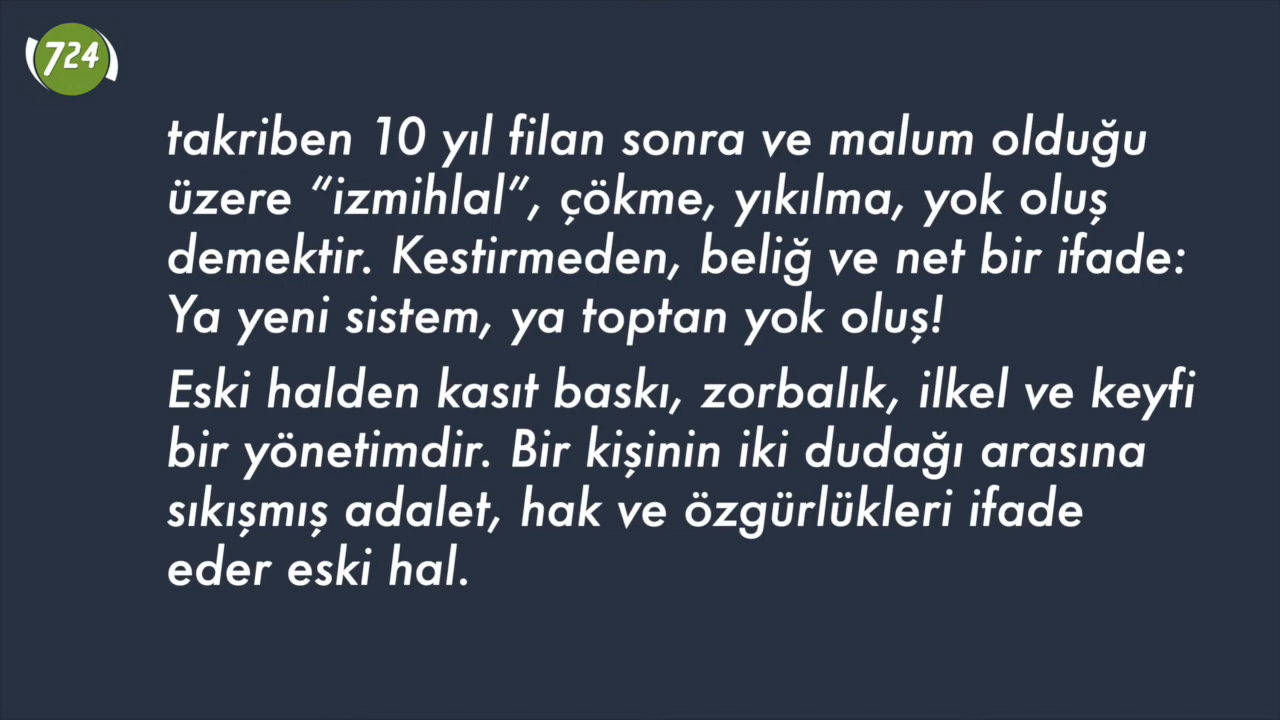 724
takriben 10 yıl filan sonra ve malum olduğu
üzere “izmihlal”, çökme, yıkılma, yok oluş
demektir. Kestirmeden, beliğ ve net bir ifade:
Ya yeni sistem, ya toptan yok oluş!
Eski halden kasıt baskı, zorbalık, ilkel ve keyfi
bir yönetimdir. Bir kişinin iki dudağı arasına
sıkışmış adalet, hak ve özgürlükleri ifade
eder eski hal.